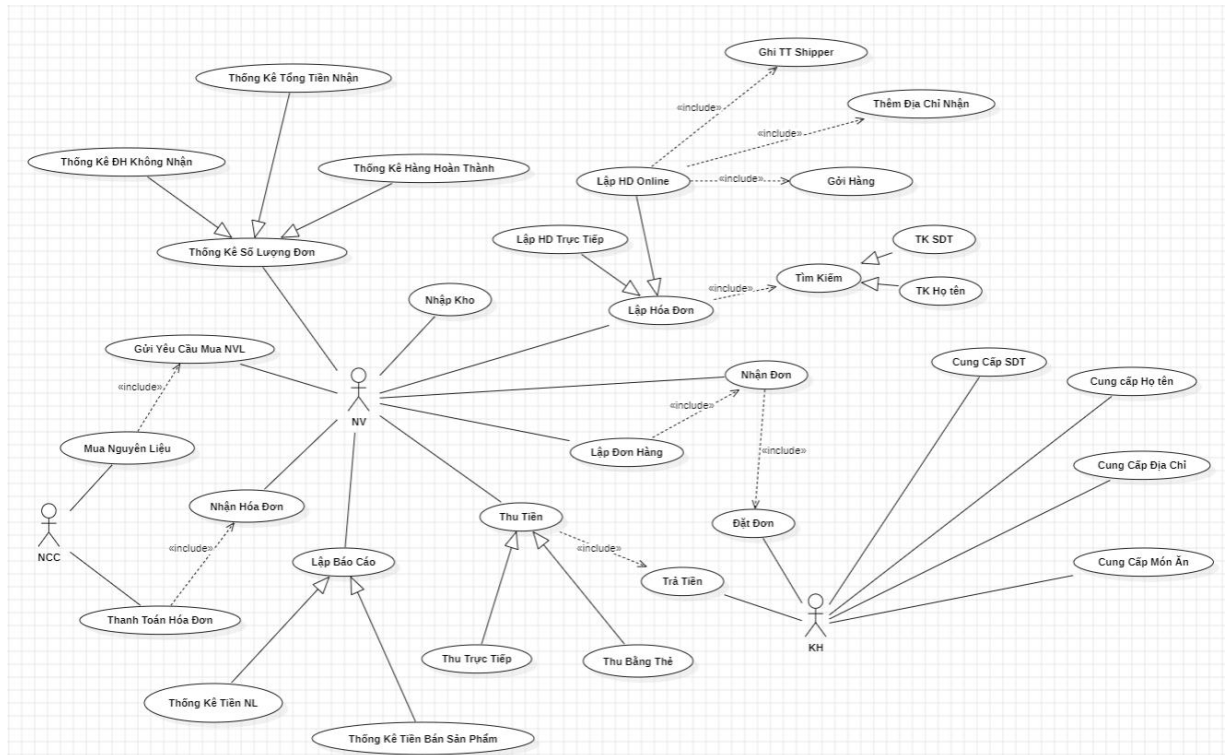 Ghi TT Shipper
Thống Kê Tổng Tiền Nhận
«include»
Thêm Địa Chỉ Nhận
«include»
Thống Kê ĐH Không Nhận
Thống Kê Hàng Hoàn Thành
Lập HD Online
«include»
Gởi Hàng
Lập HD Trực Tiếp
TK SDT
Thống Kê Số Lượng Đơn
Tìm Kiếm
«include»
TK Họ tên
Nhập Kho
Lập Hóa Đơn
Gửi Yêu Cầu Mua NVL
Cung Cấp SDT
Nhận Đơn
«include»
Cung cấp Họ tên
«include»
NV
Mua Nguyên Liệu
Lập Đơn Hàng
«include»
Cung Cấp Địa Chỉ
Nhận Hóa Đơn
Thu Tiền
Đặt Đơn
«include»
«include»
NCC
Lập Báo Cáo
Cung Cấp Món Ăn
Trả Tiền
Thanh Toán Hóa Đơn
KH
Thu Trực Tiếp
Thu Bằng Thẻ
Thống Kê Tiền NL
Thống Kê Tiền Bán Sản Phẩm